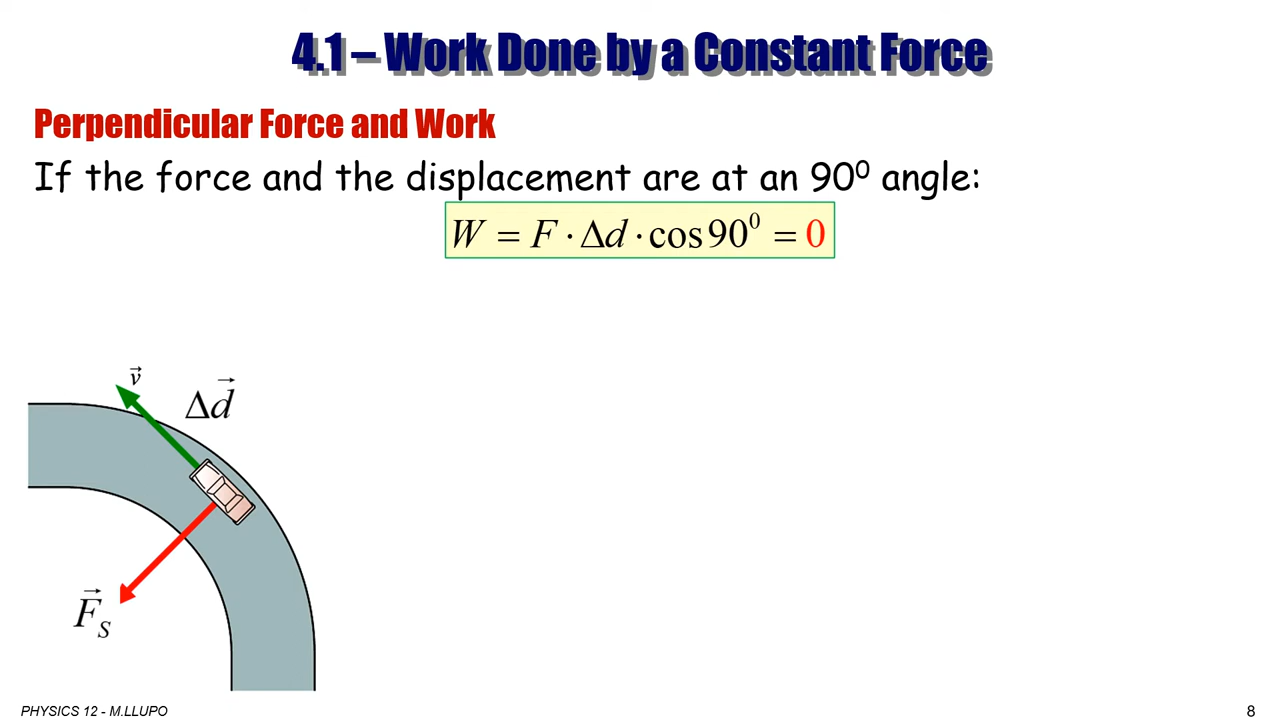 4.1 – Work Done by a Constant Force
Perpendicular Force and Work
If the force and the displacement are at an 90⁰ angle:
W = F · Δd · cos 90⁰ = 0
v⃗
Δd⃗
F⃗_S
PHYSICS 12 - M.LLUPO
8